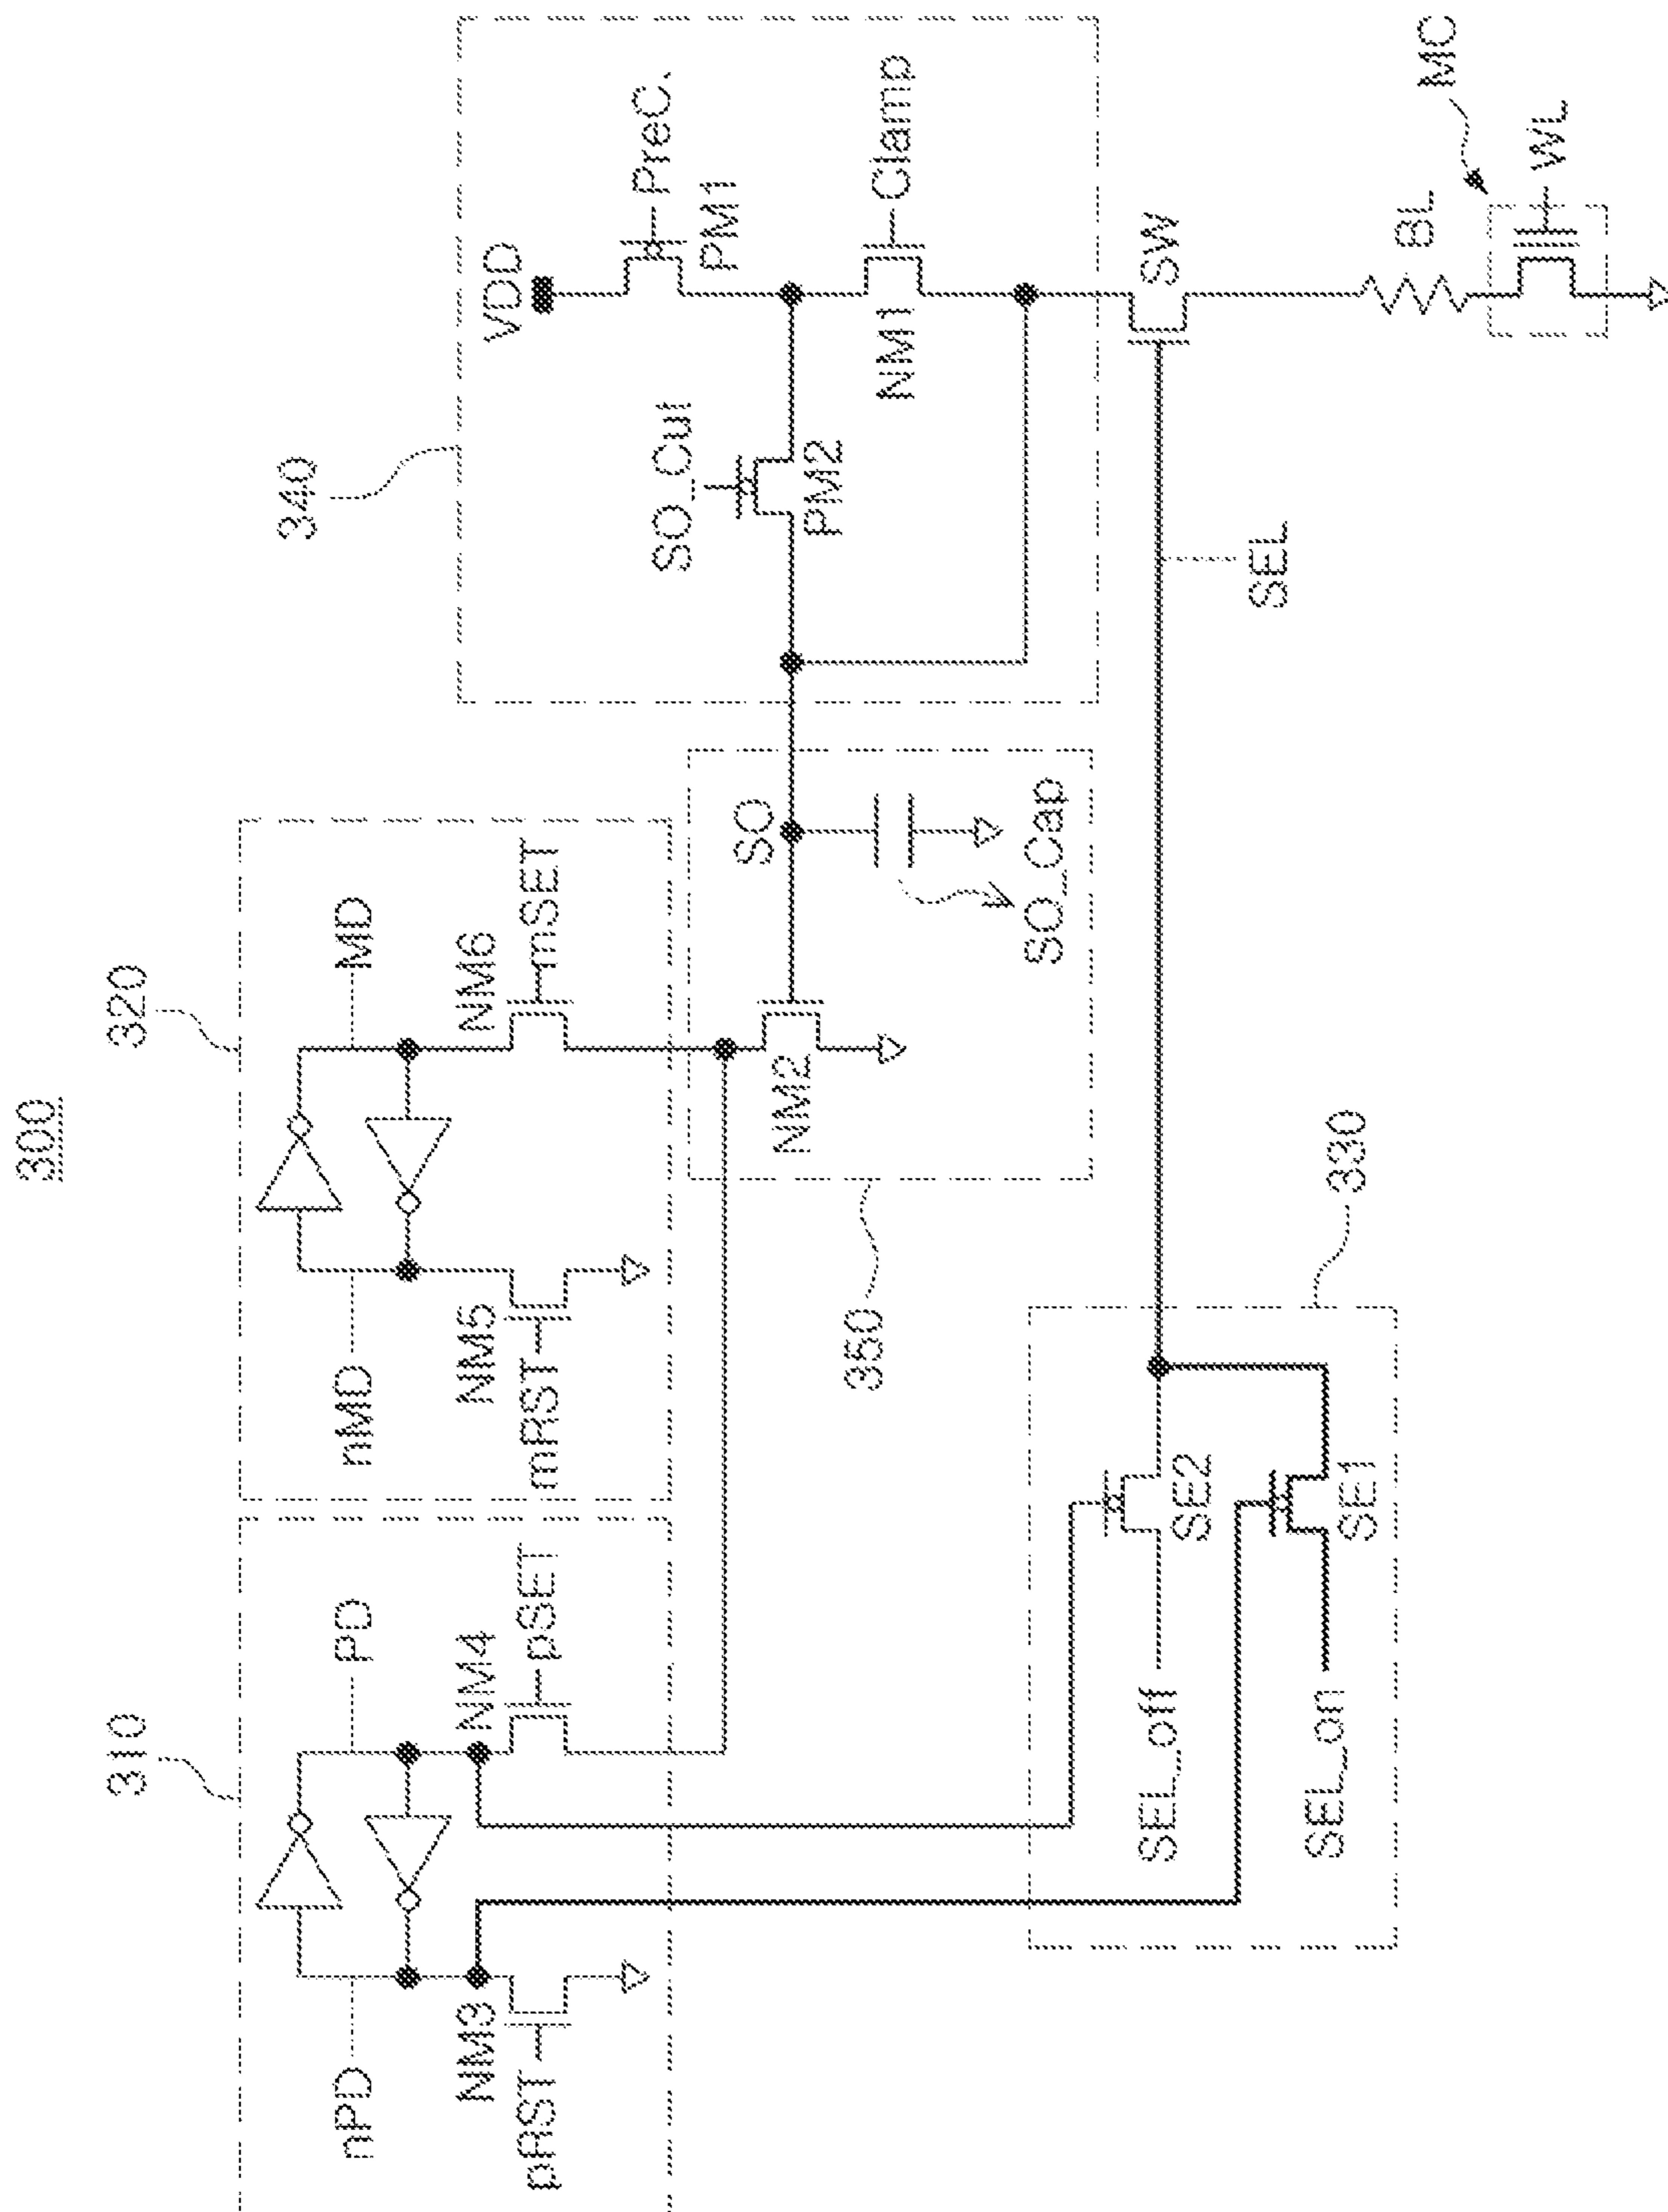 300
310
320
340
nPD
PD
nMD
MD
VDD
NM3
NM4
NM5
NM6
pRST
pSET
mRST
mSET
SO_Cut
PreC.
PM1
SO
PM2
NM2
350
SO_Cap
NM1
Clamp
SEL_off
SE2
SEL_on
SE1
330
SEL
SW
BL
MC
WL